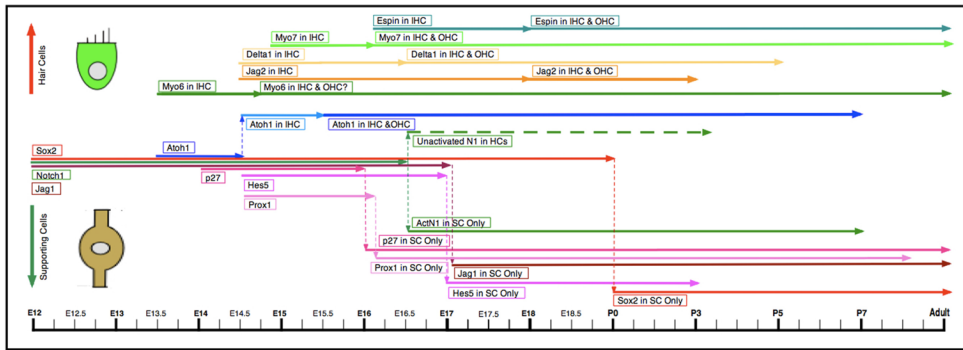 Espin in IHC
Espin in IHC & OHC
Myo7 in IHC
Myo7 in IHC & OHC
Delta1 in IHC
Delta1 in IHC & OHC
Jag2 in IHC
Jag2 in IHC & OHC
Myo6 in IHC
Myo6 in IHC & OHC?
Hair Cells
Atoh1 in IHC
Atoh1 in IHC &OHC
Unactivated N1 in HCs
Atoh1
Sox2
Notch1
Jag1
p27
Hes5
Prox1
ActN1 in SC Only
p27 in SC Only
Prox1 in SC Only
Jag1 in SC Only
Hes5 in SC Only
Sox2 in SC Only
Supporting Cells
E12 E12.5 E13 E13.5 E14 E14.5 E15 E15.5 E16 E16.5 E17 E17.5 E18 E18.5 P0 P3 P5 P7 Adult